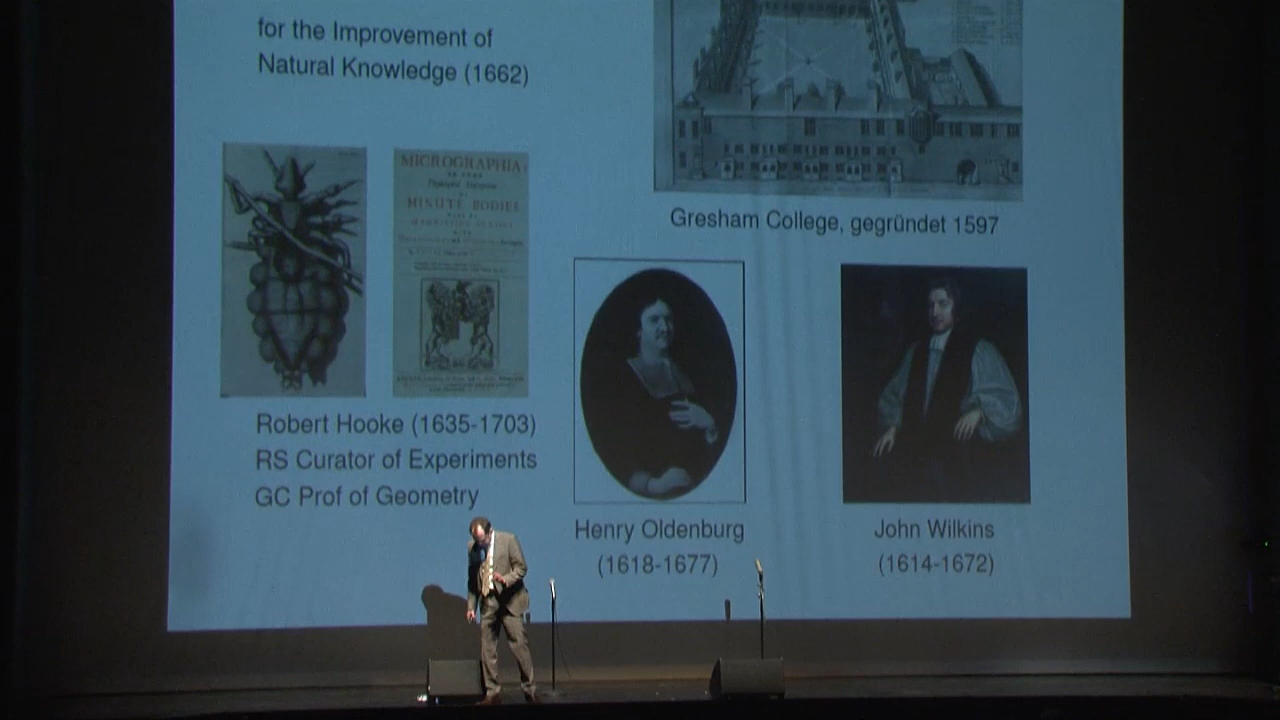 for the Improvement of
Natural Knowledge (1662)
MICROGRAPHIA:
MINUTE BODIES
Gresham College, gegründet 1597
Robert Hooke (1635-1703)
RS Curator of Experiments
GC Prof of Geometry
Henry Oldenburg
(1618-1677)
John Wilkins
(1614-1672)